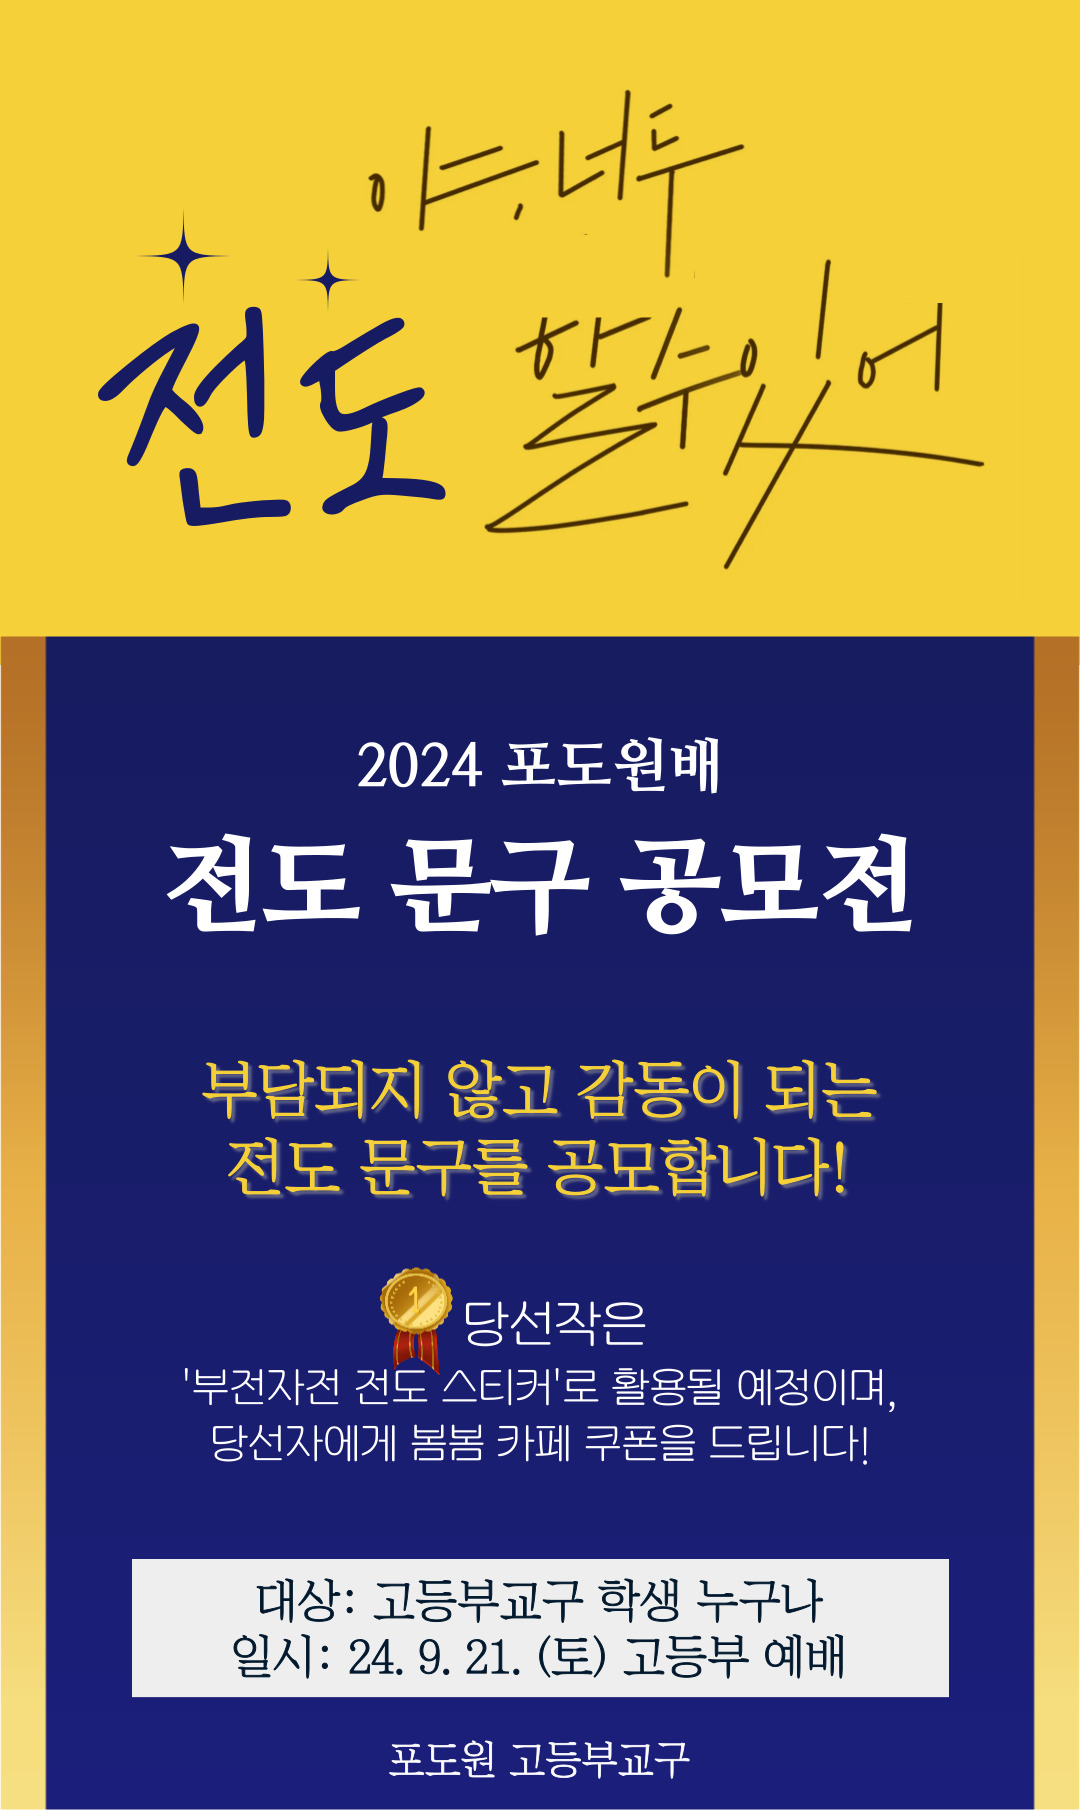 야, 너두
전도 할 수 있어
2024 포도원배
전도 문구 공모전
부담되지 않고 감동이 되는
전도 문구를 공모합니다!
1
당선작은
'부전자전 전도 스티커'로 활용될 예정이며,
당선자에게 봄봄 카페 쿠폰을 드립니다!
대상: 고등부교구 학생 누구나
일시: 24. 9. 21. (토) 고등부 예배
포도원 고등부교구